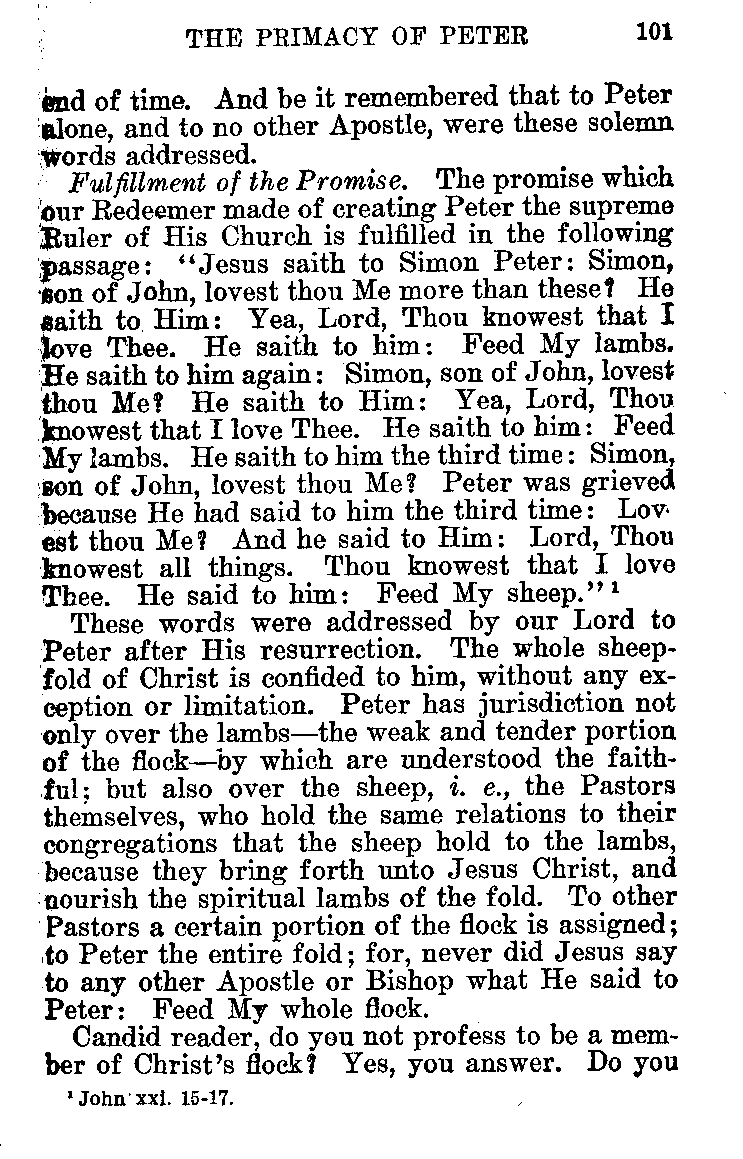 THE PRIMACY OF PETER 101
end of time. And be it remembered that to Peter
alone, and to no other Apostle, were these solemn
words addressed.
Fulfillment of the Promise. The promise which
our Redeemer made of creating Peter the supreme
Ruler of His Church is fulfilled in the following
passage: “Jesus saith to Simon Peter: Simon,
son of John, lovest thou Me more than these? He
saith to Him: Yea, Lord, Thou knowest that I
love Thee. He saith to him: Feed My lambs.
He saith to him again: Simon, son of John, lovest
thou Me? He saith to Him: Yea, Lord, Thou
knowest that I love Thee. He saith to him: Feed
My lambs. He saith to him the third time: Simon,
son of John, lovest thou Me? Peter was grieved
because He had said to him the third time: Lov-
est thou Me? And he said to Him: Lord, Thou
knowest all things. Thou knowest that I love
Thee. He said to him: Feed My sheep.” ¹
These words were addressed by our Lord to
Peter after His resurrection. The whole sheep-
fold of Christ is confided to him, without any ex-
ception or limitation. Peter has jurisdiction not
only over the lambs—the weak and tender portion
of the flock—by which are understood the faith-
ful; but also over the sheep, i. e., the Pastors
themselves, who hold the same relations to their
congregations that the sheep hold to the lambs,
because they bring forth unto Jesus Christ, and
nourish the spiritual lambs of the fold. To other
Pastors a certain portion of the flock is assigned;
to Peter the entire fold; for, never did Jesus say
to any other Apostle or Bishop what He said to
Peter: Feed My whole flock.
Candid reader, do you not profess to be a mem-
ber of Christ's flock? Yes, you answer. Do you
¹ John xxi. 15-17.